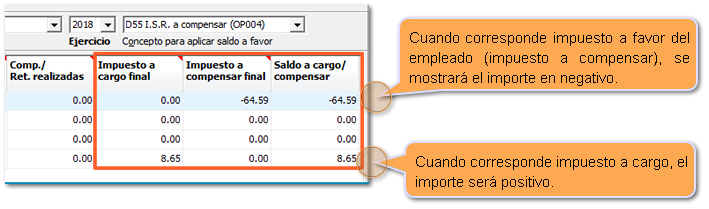 2018 D55 I.S.R. a compensar (OP004)
Ejercicio Concepto para aplicar saldo a favor
Comp./ Impuesto a Impuesto a Saldo a cargo/
Ret. realizadas cargo final compensar final compensar
0.00 0.00 -64.59 -64.59
0.00 0.00 0.00 0.00
0.00 0.00 0.00 0.00
0.00 8.65 0.00 8.65
Cuando corresponde impuesto a favor del
empleado (impuesto a compensar), se
mostrará el importe en negativo.
Cuando corresponde impuesto a cargo, el
importe será positivo.